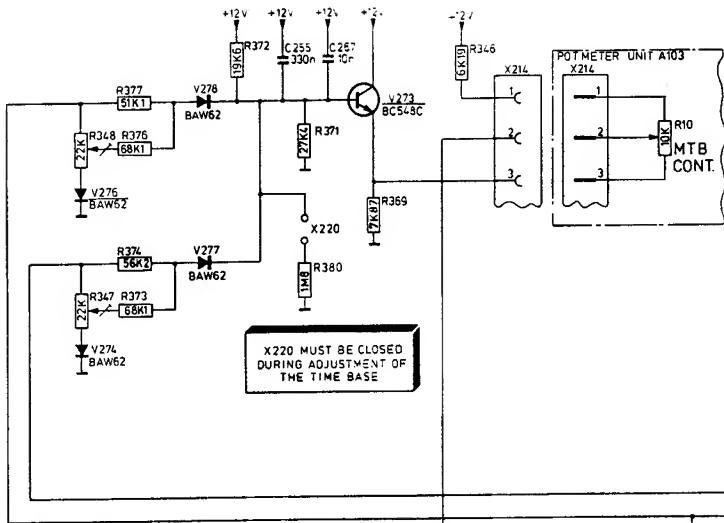 +12V +12V +12V +12V +12V
R372
19K6
C255
330n
C267
10n
R346
6K19
POTMETER UNIT A103
X214
X214
R377
51K1
V278
BAW62
V273
BC548C
1
2
3
1
2
3
R10
10K
MTB
CONT.
R348
22K
R376
68K1
R371
27K4
V276
BAW62
R369
7K87
X220
R374
56K2
V277
BAW62
R380
1M8
R347
22K
R373
68K1
V274
BAW62
X220 MUST BE CLOSED
DURING ADJUSTMENT OF
THE TIME BASE